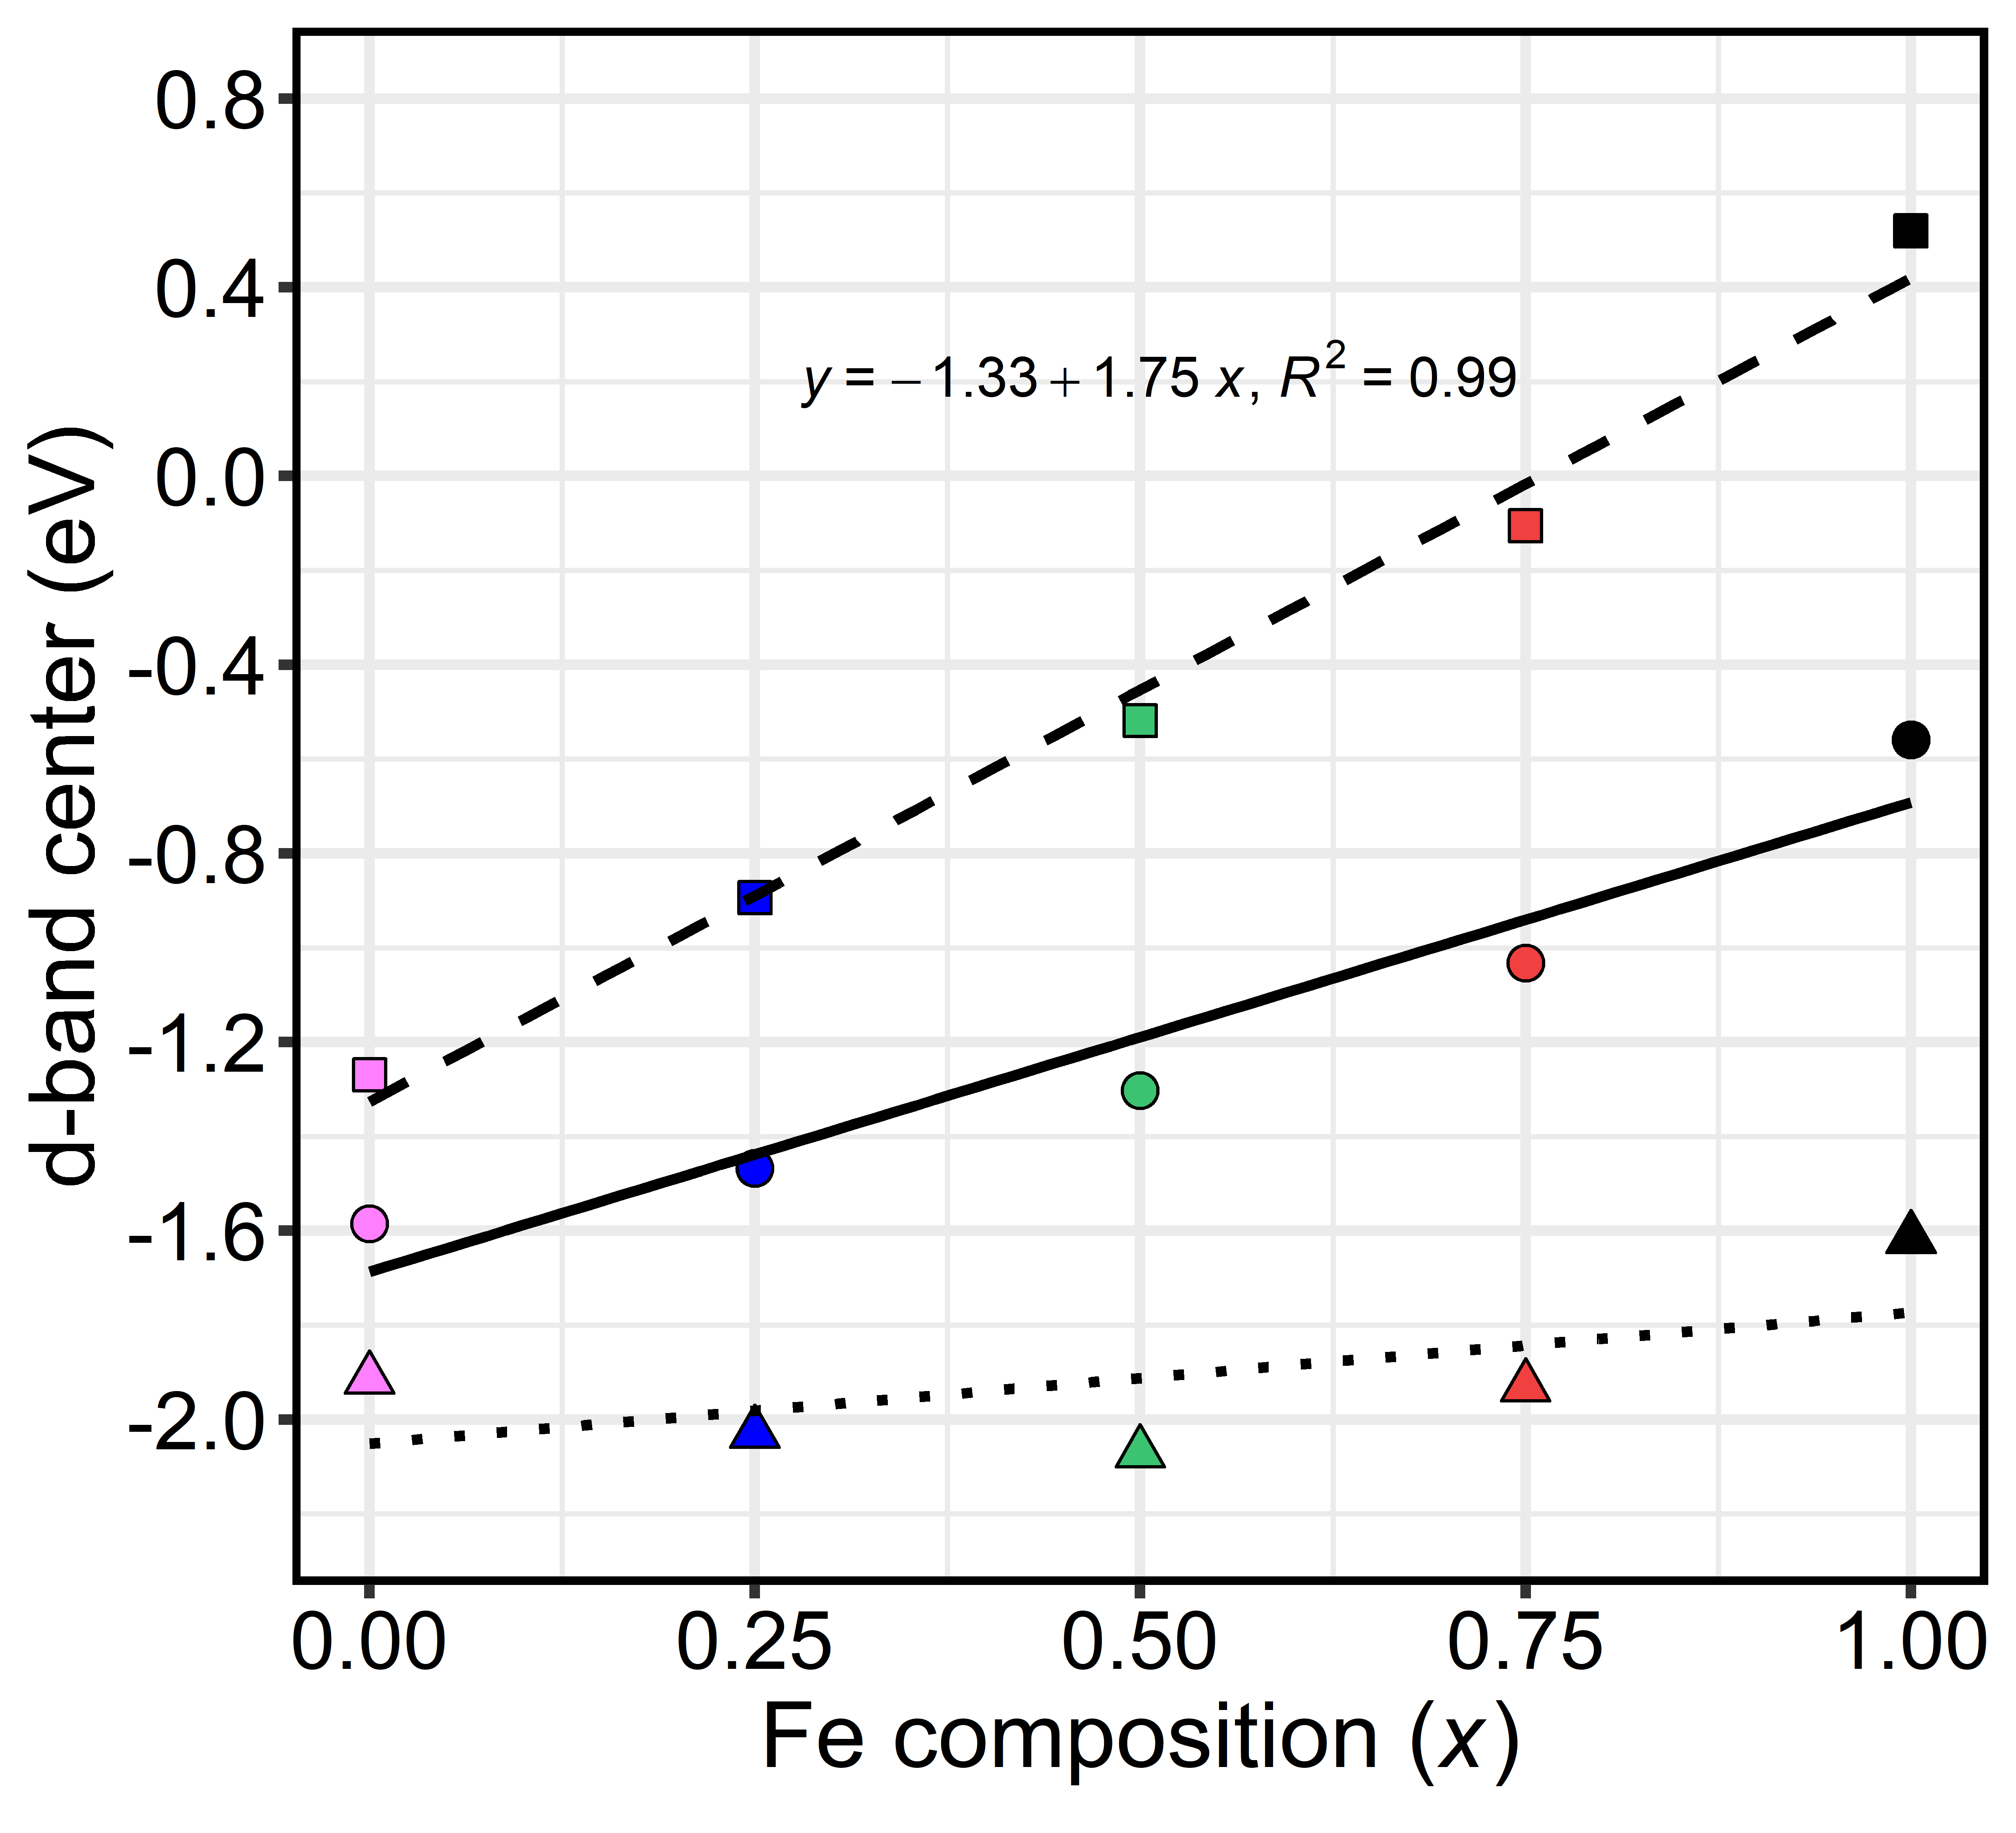 d-band center (eV)
0.8
0.4
0.0
-0.4
-0.8
-1.2
-1.6
-2.0
y = −1.33 + 1.75 x, R² = 0.99
0.00 0.25 0.50 0.75 1.00
Fe composition (x)